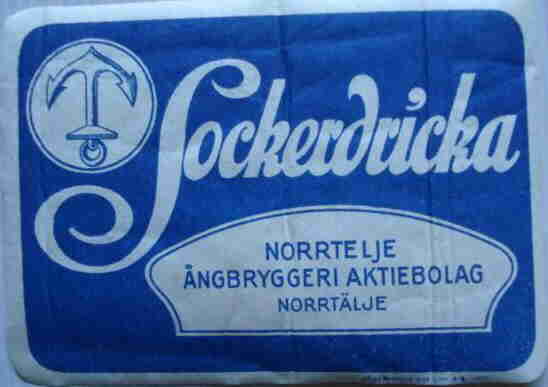 Sockerdricka
NORRTELJE
ÅNGBRYGGERI AKTIEBOLAG
NORRTÄLJE